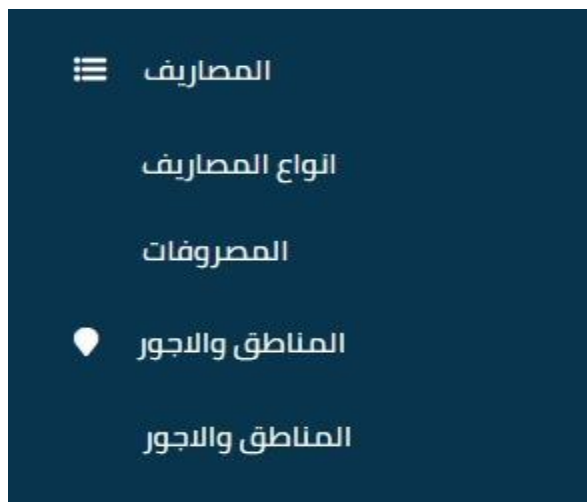 المصاريف
انواع المصاريف
المصروفات
المناطق والاجور
المناطق والاجور